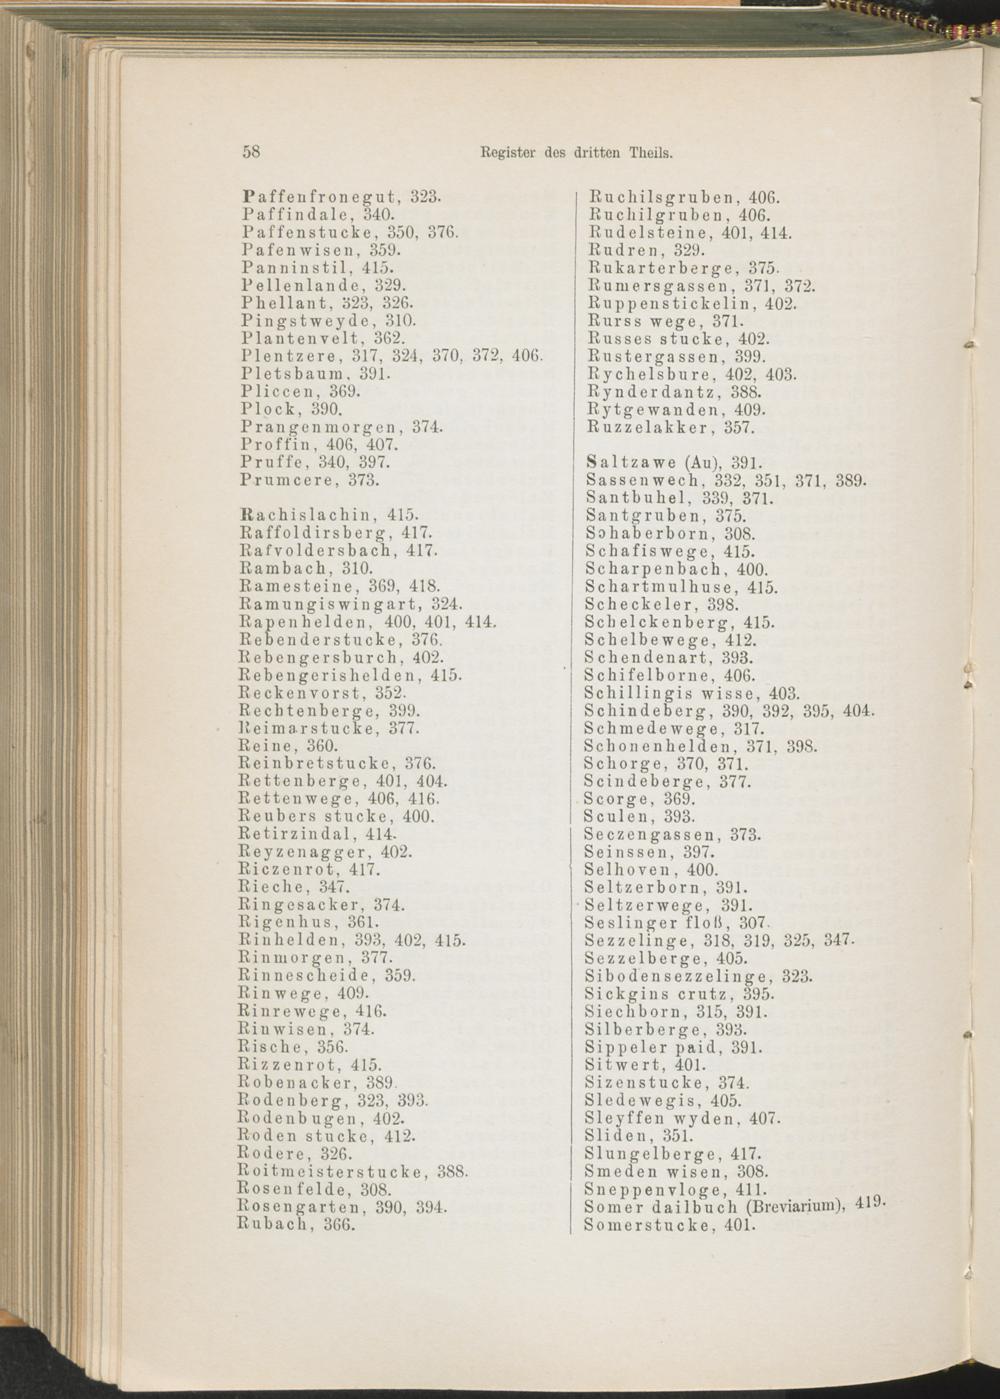 58
Register des dritten Theils.
Paffenfronegut, 323.
Paffindale, 340.
Paffenstucke, 350, 376.
Pafenwisen, 359.
Panninstil, 415.
Pellenlande, 329.
Phellant, 323, 326.
Pingstweyde, 310.
Plantenvelt, 362.
Plentzere, 317, 324, 370, 372, 406.
Pletsbaum, 391.
Pliccen, 369.
Plock, 390.
Prangenmorgen, 374.
Proffin, 406, 407.
Pruffe, 340, 397.
Prumcere, 373.
Rachislachin, 415.
Raffoldirsberg, 417.
Rafvoldersbach, 417.
Rambach, 310.
Ramesteine, 369, 418.
Ramungiswingart, 324.
Rapenhelden, 400, 401, 414.
Rebenderstucke, 376.
Rebengersburch, 402.
Rebengerishelden, 415.
Reckenvorst, 352.
Rechtenberge, 399.
Reimarstucke, 377.
Reine, 360.
Reinbretstucke, 376.
Rettenberge, 401, 404.
Rettenwege, 406, 416.
Reubers stucke, 400.
Retirzindal, 414.
Reyzenagger, 402.
Riczenrot, 417.
Rieche, 347.
Ringesacker, 374.
Rigenhus, 361.
Rinhelden, 393, 402, 415.
Rinmorgen, 377.
Rinnescheide, 359.
Rinwege, 409.
Rinrewege, 416.
Rinwisen, 374.
Rische, 356.
Rizzenrot, 415.
Robenacker, 389.
Rodenberg, 323, 393.
Rodenbugen, 402.
Roden stucke, 412.
Rodere, 326.
Roitmeisterstucke, 388.
Rosenfelde, 308.
Rosengarten, 390, 394.
Rubach, 366.
Ruchilsgruben, 406.
Ruchilgruben, 406.
Rudelsteine, 401, 414.
Rudren, 329.
Rukarterberge, 375.
Rumersgassen, 371, 372.
Ruppenstickelin, 402.
Rurss wege, 371.
Russes stucke, 402.
Rustergassen, 399.
Rychelsbure, 402, 403.
Rynderdantz, 388.
Rytgewanden, 409.
Ruzzelakker, 357.
Saltzawe (Au), 391.
Sassenwech, 332, 351, 371, 389.
Santbuhel, 339, 371.
Santgruben, 375.
Schaberborn, 308.
Schafiswege, 415.
Scharpenbach, 400.
Schartmulhuse, 415.
Scheckeler, 398.
Schelckenberg, 415.
Schelbewege, 412.
Schendenart, 393.
Schifelborne, 406.
Schillingis wisse, 403.
Schindeberg, 390, 392, 395, 404.
Schmedewege, 317.
Schonenhelden, 371, 398.
Schorge, 370, 371.
Scindeberge, 377.
Scorge, 369.
Sculen, 393.
Seczengassen, 373.
Seinssen, 397.
Selhoven, 400.
Seltzerborn, 391.
Seltzerwege, 391.
Seslinger floß, 307.
Sezzelinge, 318, 319, 325, 347.
Sezzelberge, 405.
Sibodensezzelinge, 323.
Sickgins crutz, 395.
Siechborn, 315, 391.
Silberberge, 393.
Sippeler paid, 391.
Sitwert, 401.
Sizenstucke, 374.
Sledewegis, 405.
Sleyffen wyden, 407.
Sliden, 351.
Slungelberge, 417.
Smeden wisen, 308.
Sneppenvloge, 411.
Somer dailbuch (Breviarium), 419.
Somerstucke, 401.